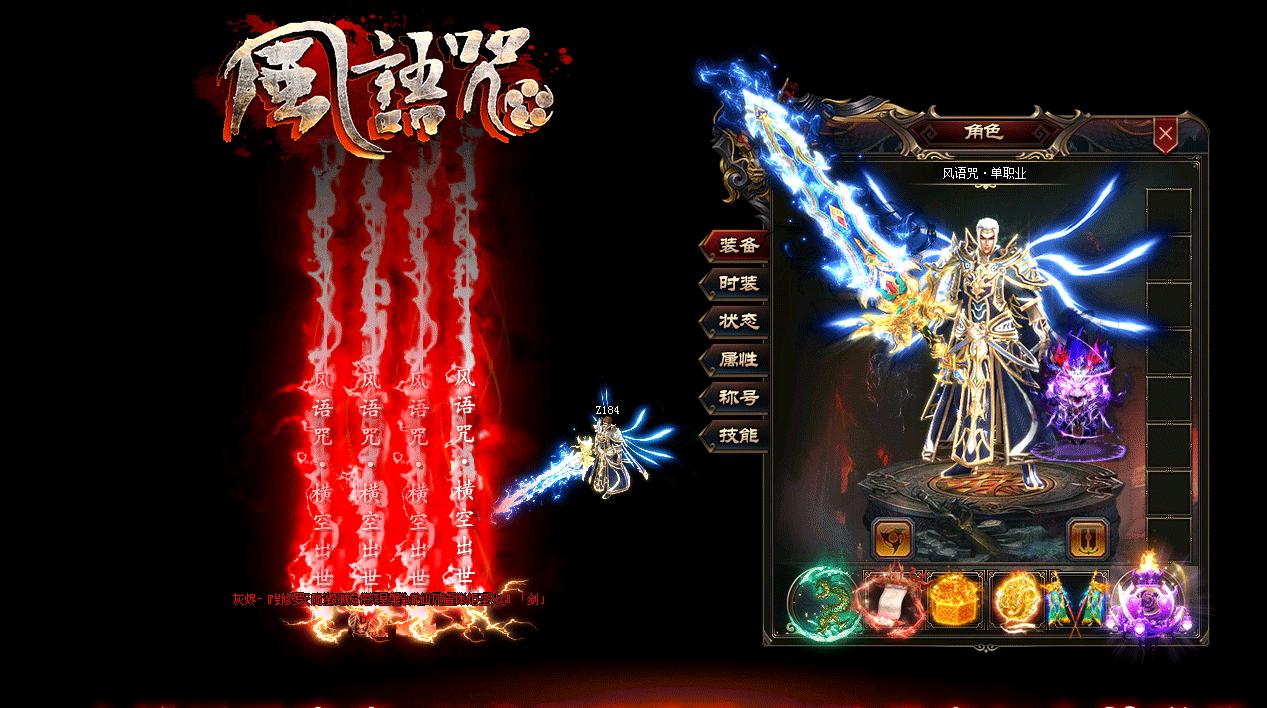 風語咒
风语咒·横空出世
风语咒·横空出世
风语咒·横空出世
风语咒·横空出世
Z184
角色
风语咒·单职业
装备
时装
状态
属性
称号
技能